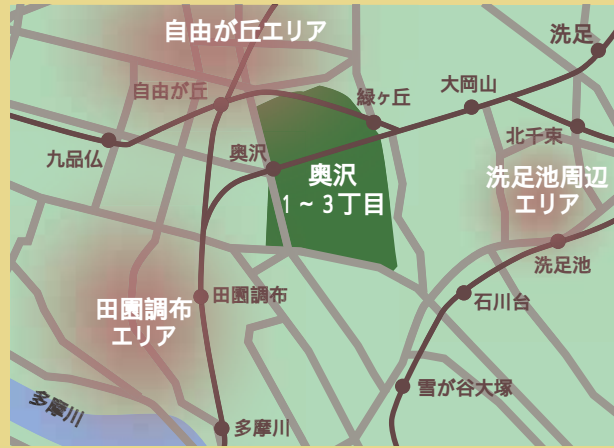 自由が丘エリア
洗足
大岡山
自由が丘
緑ヶ丘
北千束
九品仏
奥沢
奥沢
1～3丁目
洗足池周辺
エリア
洗足池
田園調布
田園調布
エリア
石川台
雪が谷大塚
多摩川
多摩川